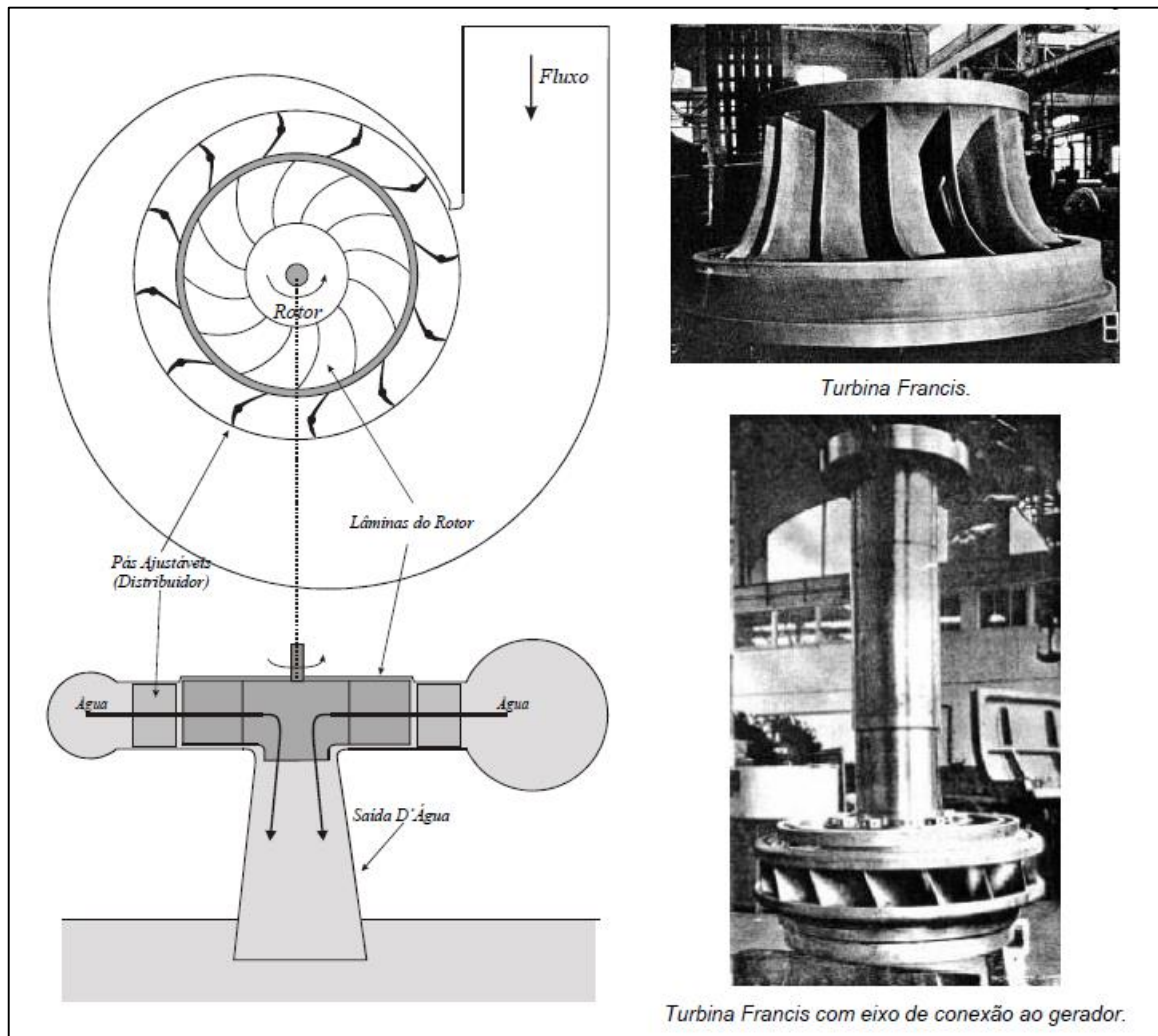 Fluxo
Rotor
Lâminas do Rotor
Pás Ajustávels
(Distribuidor)
Água
Água
Saída D'Água
Turbina Francis.
Turbina Francis com eixo de conexão ao gerador.